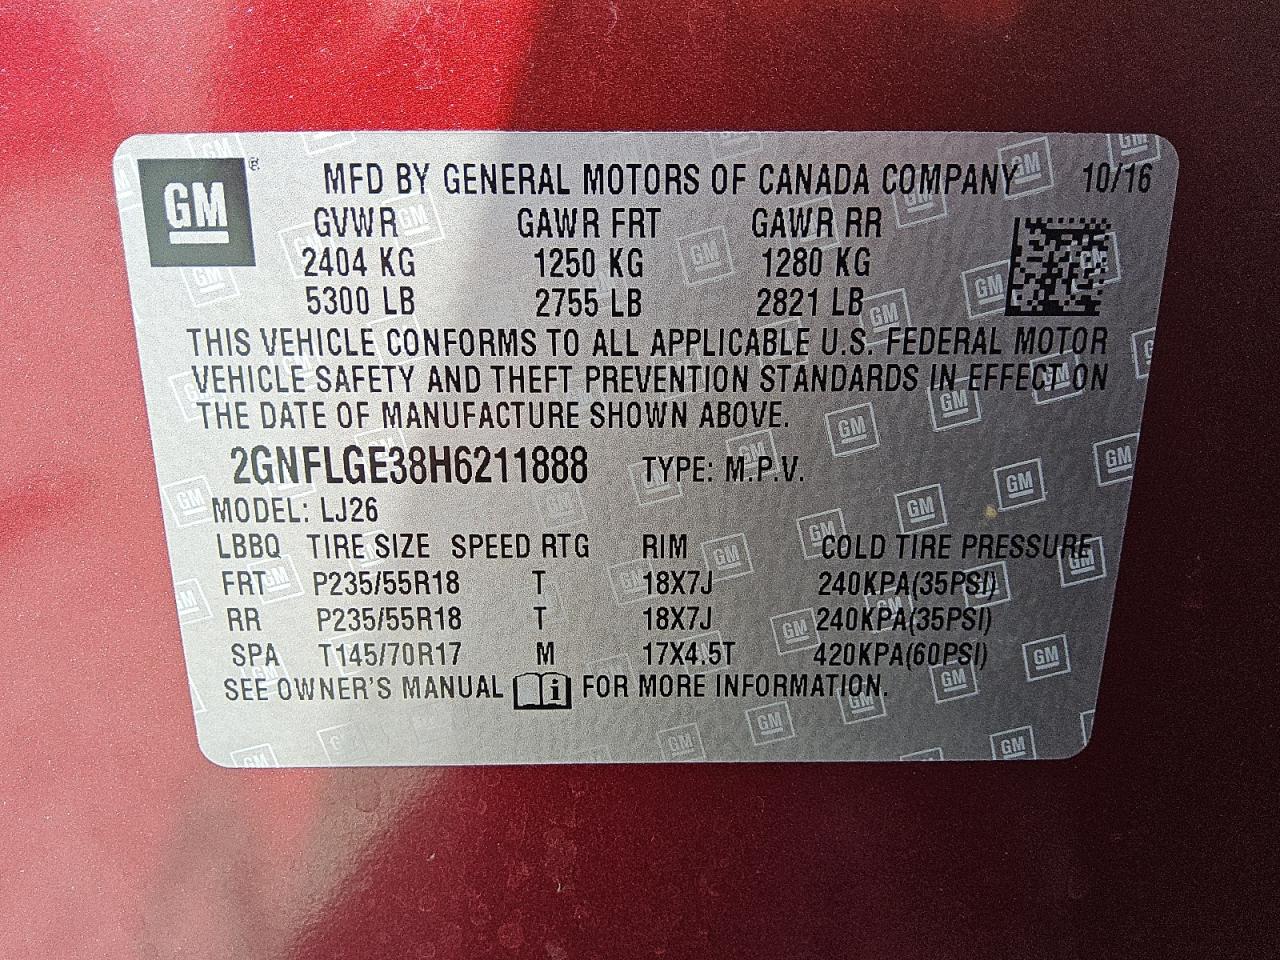 GM ® MFD BY GENERAL MOTORS OF CANADA COMPANY 10/16
GVWR GAWR FRT GAWR RR
2404 KG 1250 KG 1280 KG
5300 LB 2755 LB 2821 LB
THIS VEHICLE CONFORMS TO ALL APPLICABLE U.S. FEDERAL MOTOR
VEHICLE SAFETY AND THEFT PREVENTION STANDARDS IN EFFECT ON
THE DATE OF MANUFACTURE SHOWN ABOVE.
2GNFLGE38H6211888 TYPE: M.P.V.
MODEL: LJ26
LBBQ TIRE SIZE SPEED RTG RIM COLD TIRE PRESSURE
FRT P235/55R18 T 18X7J 240KPA(35PSI)
RR P235/55R18 T 18X7J 240KPA(35PSI)
SPA T145/70R17 M 17X4.5T 420KPA(60PSI)
SEE OWNER'S MANUAL i FOR MORE INFORMATION.